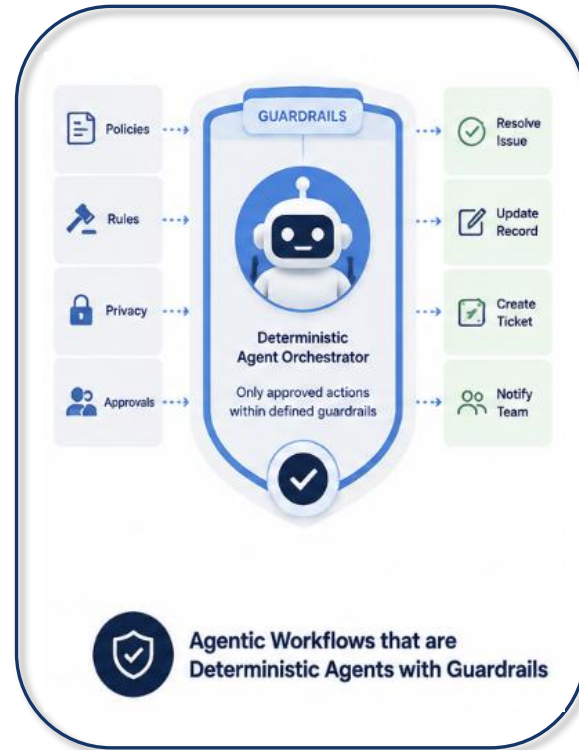 GUARDRAILS
Policies
Rules
Privacy
Approvals
Deterministic
Agent Orchestrator
Only approved actions
within defined guardrails
Resolve
Issue
Update
Record
Create
Ticket
Notify
Team
Agentic Workflows that are
Deterministic Agents with Guardrails